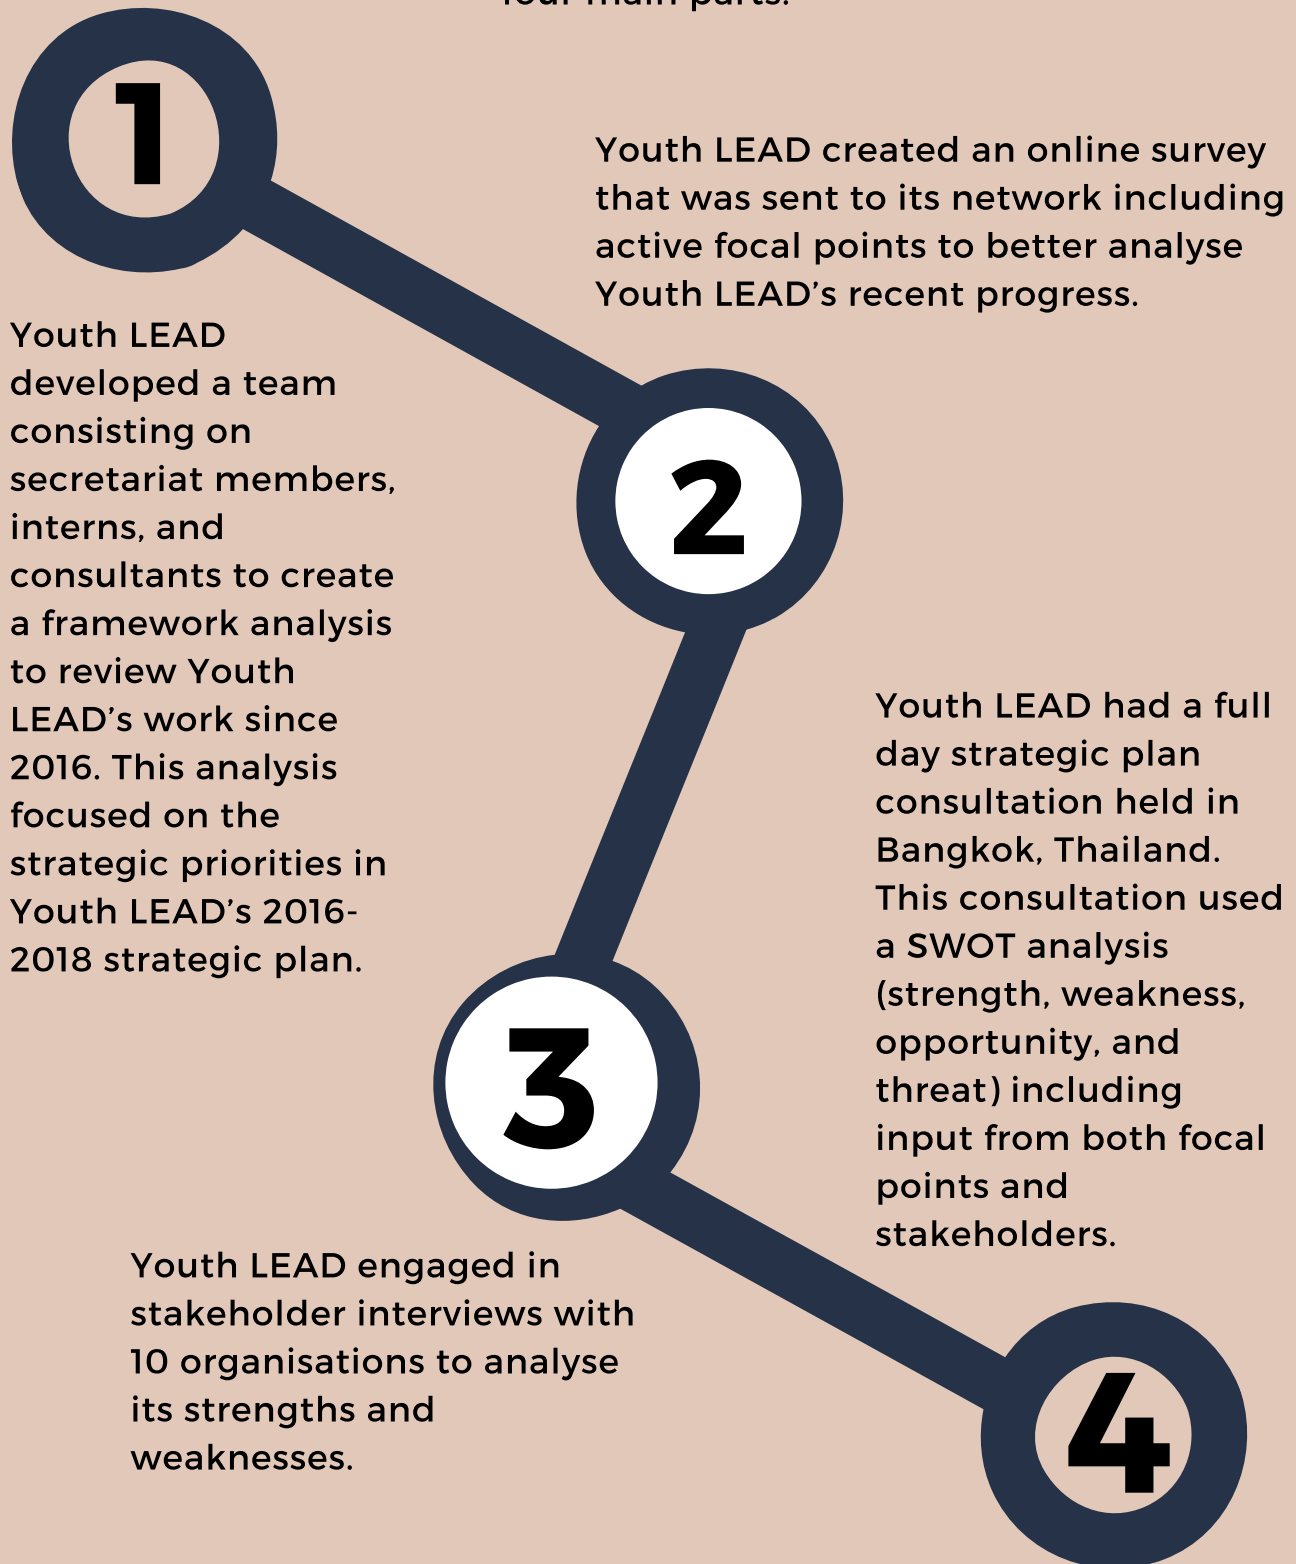 four main parts.
1
Youth LEAD
developed a team
consisting on
secretariat members,
interns, and
consultants to create
a framework analysis
to review Youth
LEAD's work since
2016. This analysis
focused on the
strategic priorities in
Youth LEAD's 2016-
2018 strategic plan.
Youth LEAD created an online survey
that was sent to its network including
active focal points to better analyse
Youth LEAD's recent progress.
2
3
Youth LEAD engaged in
stakeholder interviews with
10 organisations to analyse
its strengths and
weaknesses.
Youth LEAD had a full
day strategic plan
consultation held in
Bangkok, Thailand.
This consultation used
a SWOT analysis
(strength, weakness,
opportunity, and
threat) including
input from both focal
points and
stakeholders.
4